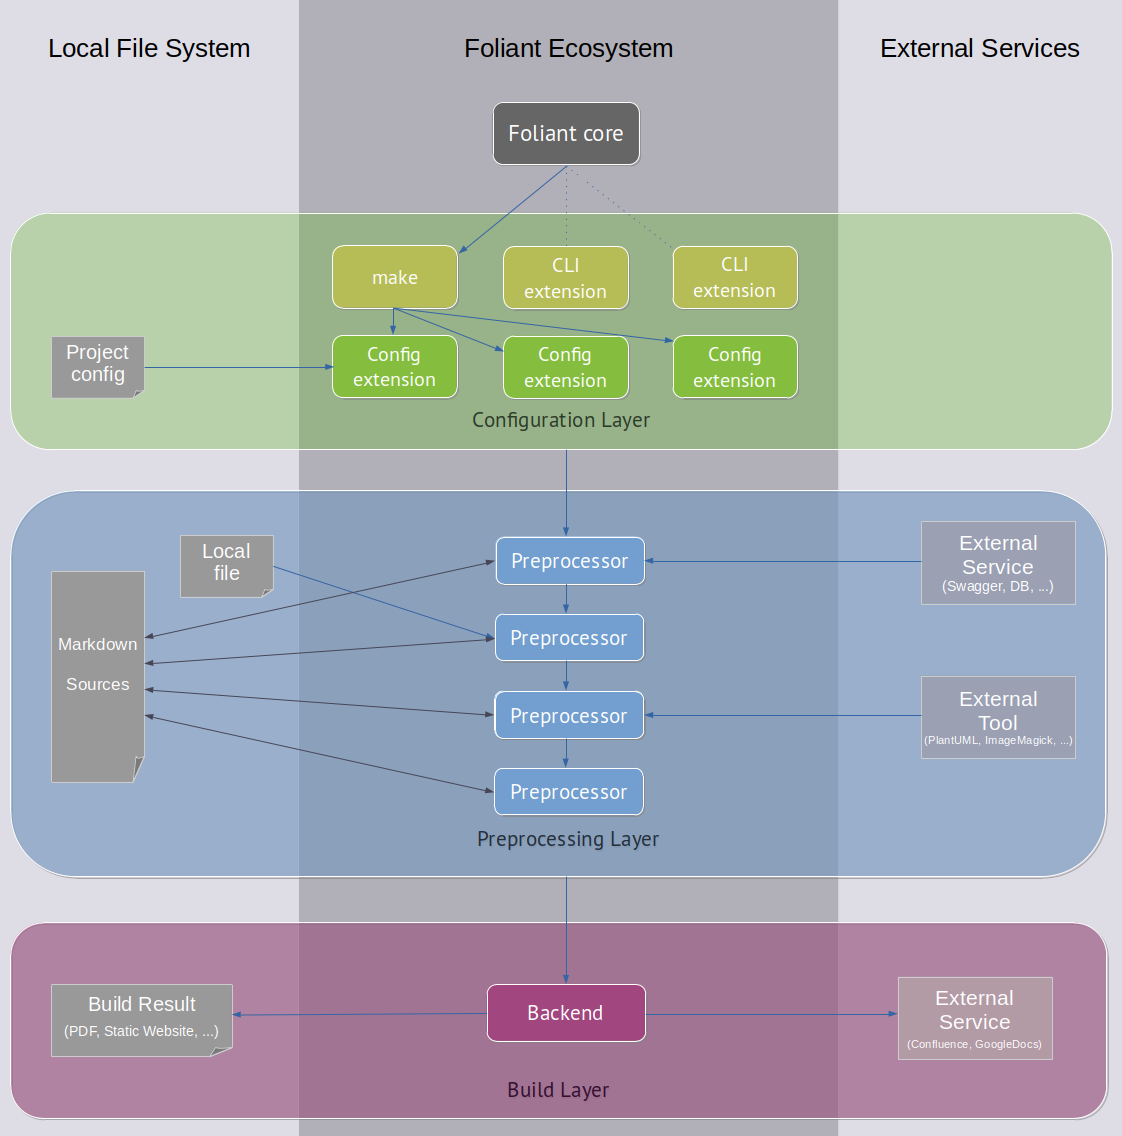 Local File System
Foliant Ecosystem
External Services
Foliant core
make
CLI
extension
CLI
extension
Project
config
Config
extension
Config
extension
Config
extension
Configuration Layer
Local
file
Markdown
Sources
Preprocessor
Preprocessor
Preprocessor
Preprocessor
External
Service
(Swagger, DB, ...)
External
Tool
(PlantUML, ImageMagick, ...)
Preprocessing Layer
Build Result
(PDF, Static Website, ...)
Backend
External
Service
(Confluence, GoogleDocs)
Build Layer